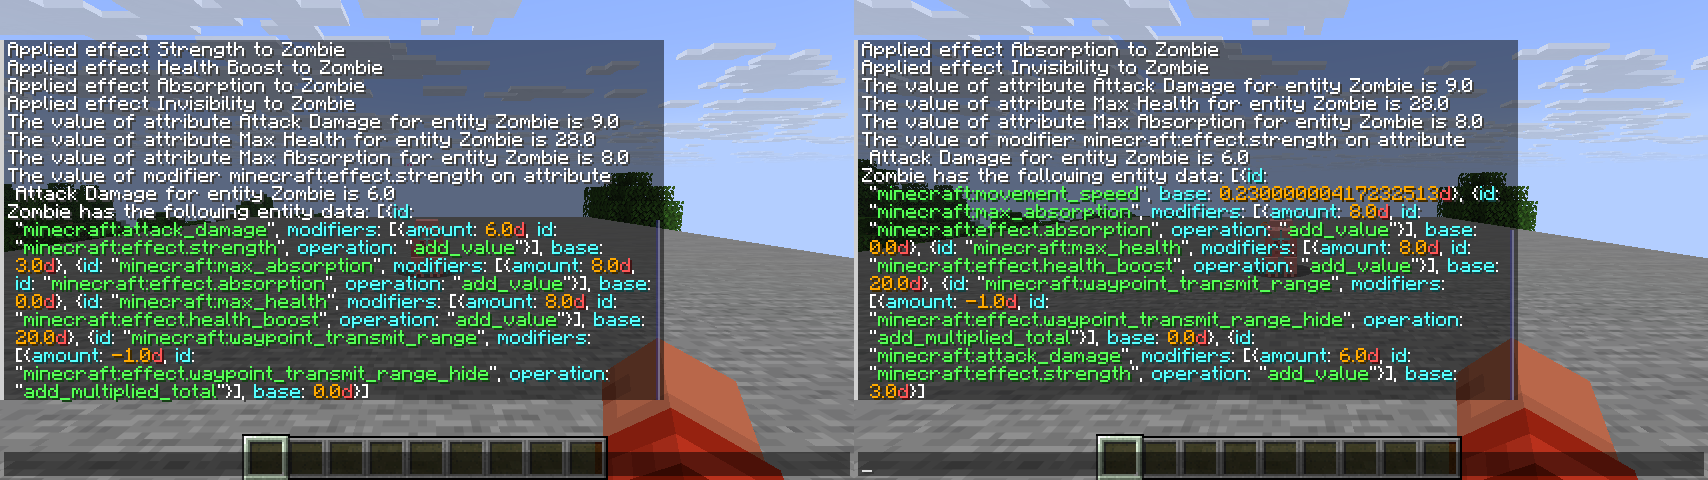 Applied effect Strength to Zombie
Applied effect Health Boost to Zombie
Applied effect Absorption to Zombie
Applied effect Invisibility to Zombie
The value of attribute Attack Damage for entity Zombie is 9.0
The value of attribute Max Health for entity Zombie is 28.0
The value of attribute Max Absorption for entity Zombie is 8.0
The value of modifier minecraft:effect.strength on attribute
Attack Damage for entity Zombie is 6.0
Zombie has the following entity data: [{id:
"minecraft:attack_damage", modifiers: [{amount: 6.0d, id:
"minecraft:effect.strength", operation: "add_value"}], base:
3.0d}, {id: "minecraft:max_absorption", modifiers: [{amount: 8.0d,
id: "minecraft:effect.absorption", operation: "add_value"}], base:
0.0d}, {id: "minecraft:max_health", modifiers: [{amount: 8.0d, id:
"minecraft:effect.health_boost", operation: "add_value"}], base:
20.0d}, {id: "minecraft:waypoint_transmit_range", modifiers:
[{amount: -1.0d, id:
"minecraft:effect.waypoint_transmit_range_hide", operation:
"add_multiplied_total"}], base: 0.0d}]
Applied effect Absorption to Zombie
Applied effect Invisibility to Zombie
The value of attribute Attack Damage for entity Zombie is 9.0
The value of attribute Max Health for entity Zombie is 28.0
The value of attribute Max Absorption for entity Zombie is 8.0
The value of modifier minecraft:effect.strength on attribute
Attack Damage for entity Zombie is 6.0
Zombie has the following entity data: [{id:
"minecraft:movement_speed", base: 0.23000000417232513d}, {id:
"minecraft:max_absorption", modifiers: [{amount: 8.0d, id:
"minecraft:effect.absorption", operation: "add_value"}], base:
0.0d}, {id: "minecraft:max_health", modifiers: [{amount: 8.0d, id:
"minecraft:effect.health_boost", operation: "add_value"}], base:
20.0d}, {id: "minecraft:waypoint_transmit_range", modifiers:
[{amount: -1.0d, id:
"minecraft:effect.waypoint_transmit_range_hide", operation:
"add_multiplied_total"}], base: 0.0d}, {id:
"minecraft:attack_damage", modifiers: [{amount: 6.0d, id:
"minecraft:effect.strength", operation: "add_value"}], base:
3.0d}]
_